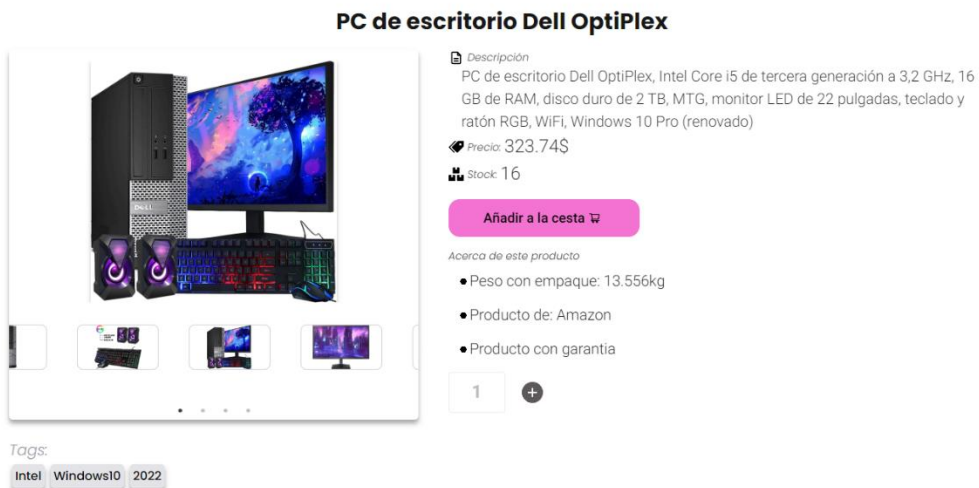 PC de escritorio Dell OptiPlex
Descripción
PC de escritorio Dell OptiPlex, Intel Core i5 de tercera generación a 3,2 GHz, 16
GB de RAM, disco duro de 2 TB, MTG, monitor LED de 22 pulgadas, teclado y
ratón RGB, WiFi, Windows 10 Pro (renovado)
Precio: 323.74$
Stock: 16
Añadir a la cesta
Acerca de este producto
Peso con empaque: 13.556kg
Producto de: Amazon
Producto con garantia
1
DELL
Tags:
Intel Windows10 2022